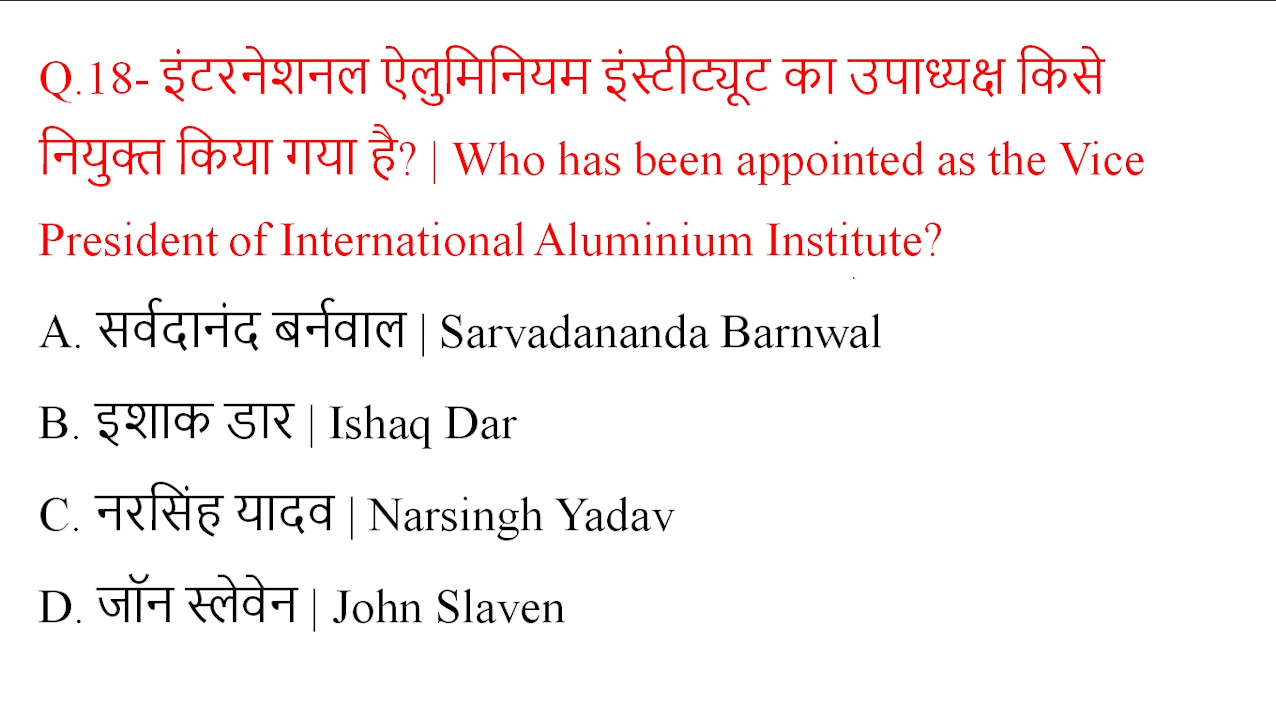 Q.18- इंटरनेशनल ऐलुमिनियम इंस्टीट्यूट का उपाध्यक्ष किसे
नियुक्त किया गया है? | Who has been appointed as the Vice
President of International Aluminium Institute?
A. सर्वदानंद बर्नवाल | Sarvadananda Barnwal
B. इशाक डार | Ishaq Dar
C. नरसिंह यादव | Narsingh Yadav
D. जॉन स्लेवेन | John Slaven